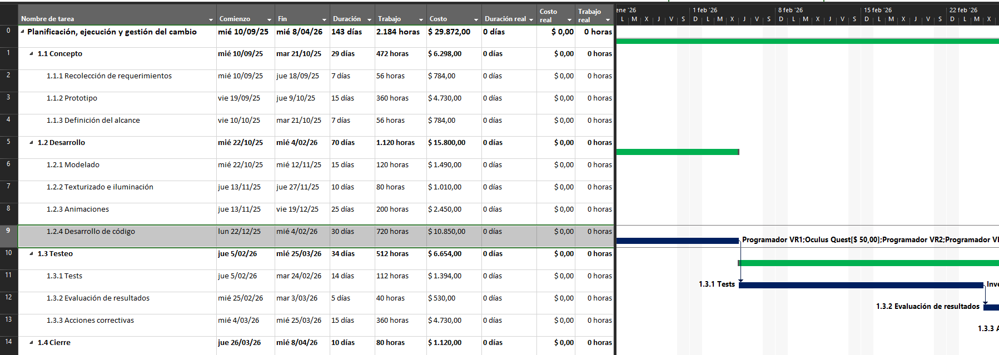 Nombre de tarea Comienzo Fin Duración Trabajo Costo Duración real Costo real Trabajo real
ene '26 1 feb '26 8 feb '26 15 feb '26 22 feb '26
L M X J V S D L M X J V S D L M X J V S D L M X J V S D L M X
0 Planificación, ejecución y gestión del cambio mié 10/09/25 mié 8/04/26 143 días 2.184 horas $ 29.872,00 0 días $ 0,00 0 horas
1 1.1 Concepto mié 10/09/25 mar 21/10/25 29 días 472 horas $ 6.298,00 0 días $ 0,00 0 horas
2 1.1.1 Recolección de requerimientos mié 10/09/25 jue 18/09/25 7 días 56 horas $ 784,00 0 días $ 0,00 0 horas
3 1.1.2 Prototipo vie 19/09/25 jue 9/10/25 15 días 360 horas $ 4.730,00 0 días $ 0,00 0 horas
4 1.1.3 Definición del alcance vie 10/10/25 mar 21/10/25 7 días 56 horas $ 784,00 0 días $ 0,00 0 horas
5 1.2 Desarrollo mié 22/10/25 mié 4/02/26 70 días 1.120 horas $ 15.800,00 0 días $ 0,00 0 horas
6 1.2.1 Modelado mié 22/10/25 mié 12/11/25 15 días 120 horas $ 1.490,00 0 días $ 0,00 0 horas
7 1.2.2 Texturizado e iluminación jue 13/11/25 jue 27/11/25 10 días 80 horas $ 1.010,00 0 días $ 0,00 0 horas
8 1.2.3 Animaciones jue 13/11/25 vie 19/12/25 25 días 200 horas $ 2.450,00 0 días $ 0,00 0 horas
9 1.2.4 Desarrollo de código lun 22/12/25 mié 4/02/26 30 días 720 horas $ 10.850,00 0 días $ 0,00 0 horas
Programador VR1;Oculus Quest[$ 50,00];Programador VR2;Programador
10 1.3 Testeo jue 5/02/26 mié 25/03/26 34 días 512 horas $ 6.654,00 0 días $ 0,00 0 horas
11 1.3.1 Tests jue 5/02/26 mar 24/02/26 14 días 112 horas $ 1.394,00 0 días $ 0,00 0 horas
1.3.1 Tests
12 1.3.2 Evaluación de resultados mié 25/02/26 mar 3/03/26 5 días 40 horas $ 530,00 0 días $ 0,00 0 horas
1.3.2 Evaluación de resultados
13 1.3.3 Acciones correctivas mié 4/03/26 mié 25/03/26 15 días 360 horas $ 4.730,00 0 días $ 0,00 0 horas
1.3.3
14 1.4 Cierre jue 26/03/26 mié 8/04/26 10 días 80 horas $ 1.120,00 0 días $ 0,00 0 horas